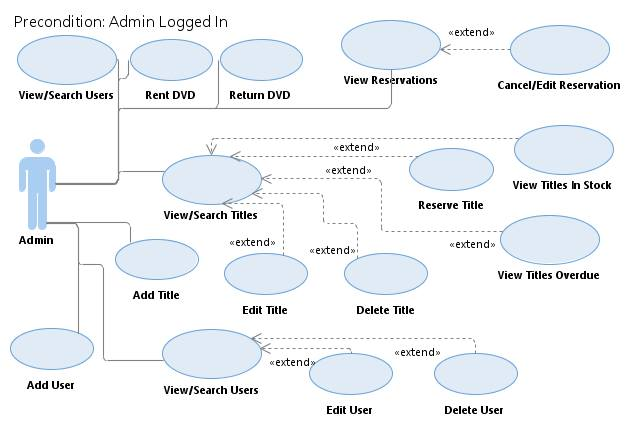 Precondition: Admin Logged In
«extend»
View/Search Users
Rent DVD
Return DVD
View Reservations
Cancel/Edit Reservation
«extend»
«extend»
View Titles In Stock
Reserve Title
View/Search Titles
Admin
«extend»
«extend»
«extend»
View Titles Overdue
Add Title
Edit Title
Delete Title
«extend»
«extend»
Add User
View/Search Users
Edit User
Delete User